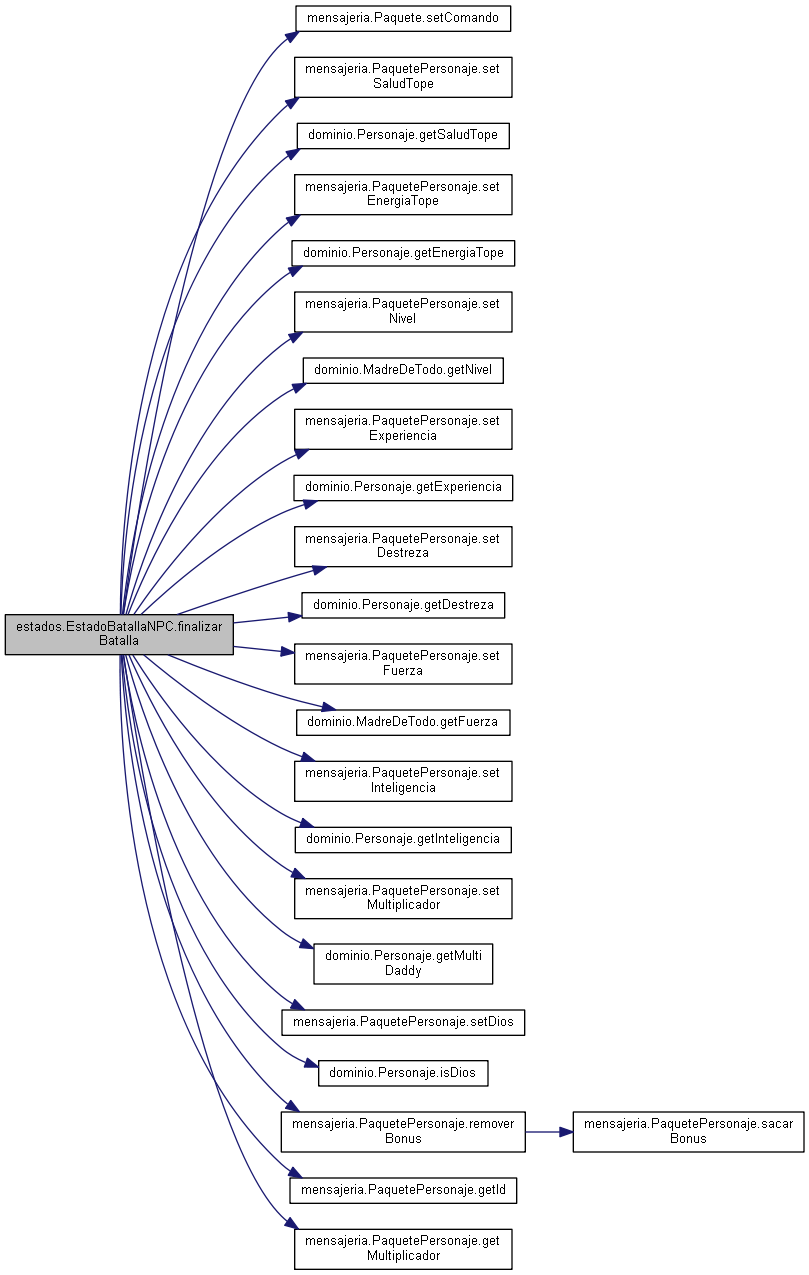 mensajeria.Paquete.setComando
mensajeria.PaquetePersonaje.set
SaludTope
dominio.Personaje.getSaludTope
mensajeria.PaquetePersonaje.set
EnergiaTope
dominio.Personaje.getEnergiaTope
mensajeria.PaquetePersonaje.set
Nivel
dominio.MadreDeTodo.getNivel
mensajeria.PaquetePersonaje.set
Experiencia
dominio.Personaje.getExperiencia
mensajeria.PaquetePersonaje.set
Destreza
dominio.Personaje.getDestreza
estados.EstadoBatallaNPC.finalizar
Batalla
mensajeria.PaquetePersonaje.set
Fuerza
dominio.MadreDeTodo.getFuerza
mensajeria.PaquetePersonaje.set
Inteligencia
dominio.Personaje.getInteligencia
mensajeria.PaquetePersonaje.set
Multiplicador
dominio.Personaje.getMulti
Daddy
mensajeria.PaquetePersonaje.setDios
dominio.Personaje.isDios
mensajeria.PaquetePersonaje.remover
Bonus
mensajeria.PaquetePersonaje.sacar
Bonus
mensajeria.PaquetePersonaje.getId
mensajeria.PaquetePersonaje.get
Multiplicador